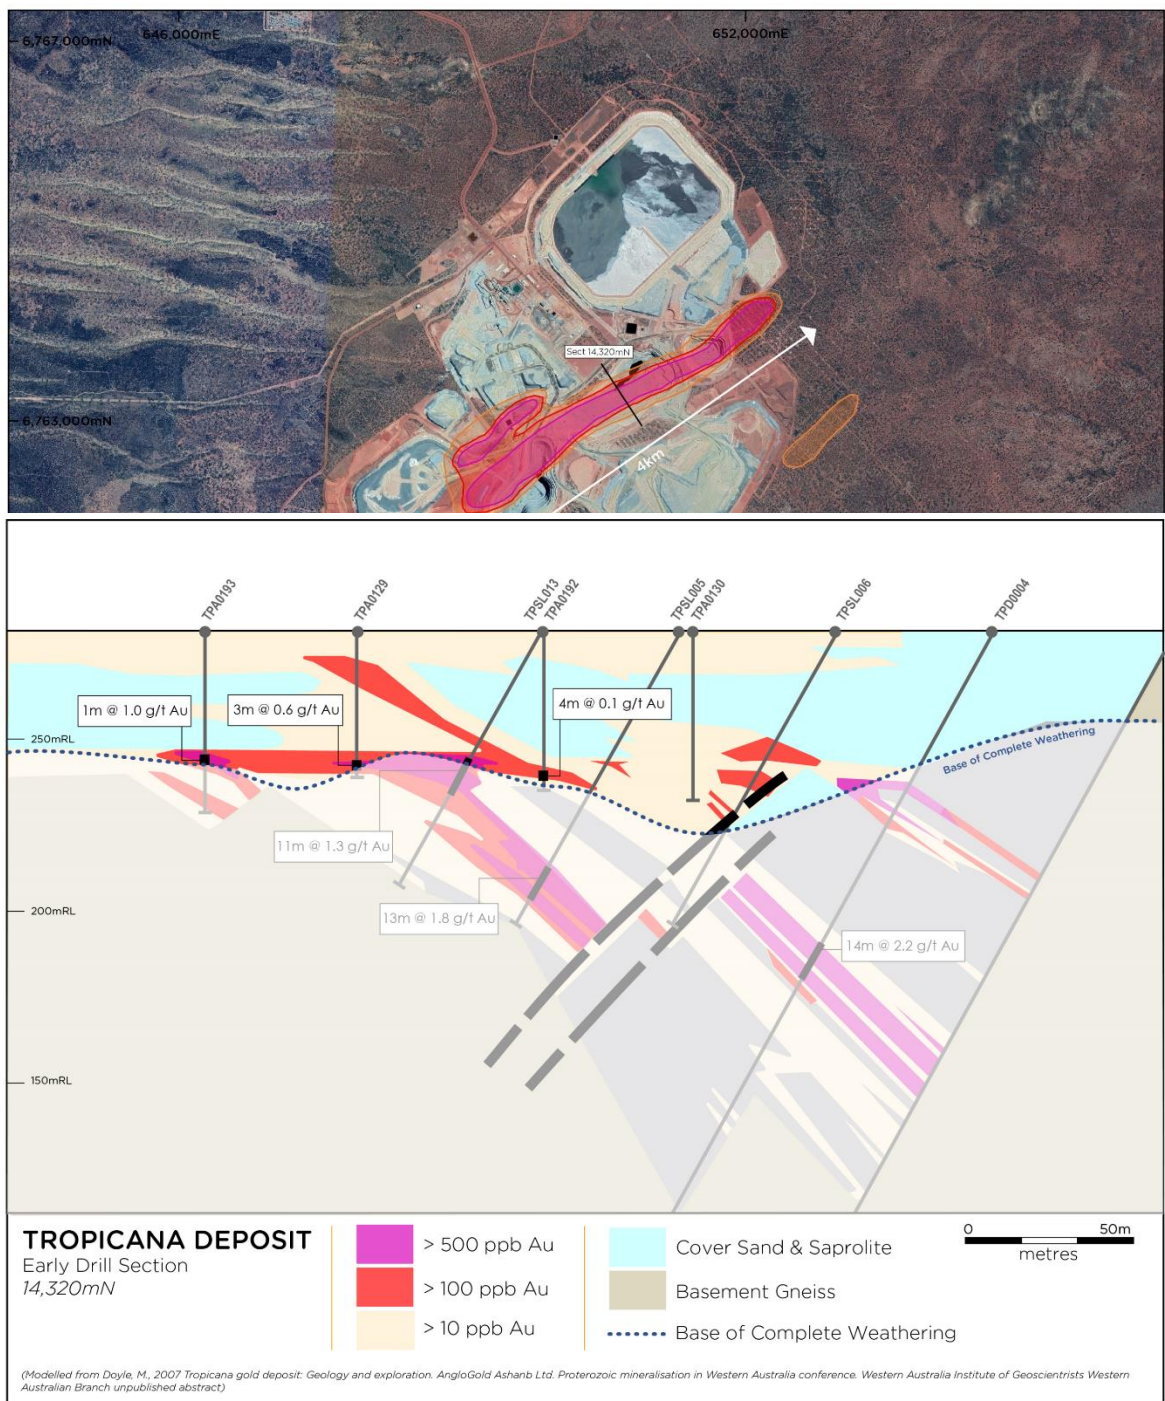 6,767,000mN
646,000mE
652,000mE
Sect 14,320mN
6,763,000mN
4km
TPA0193
TPA0129
TPSL013
TPA0192
TPSL005
TPA0130
TPSL006
TPD0004
1m @ 1.0 g/t Au
3m @ 0.6 g/t Au
4m @ 0.1 g/t Au
250mRL
Base of Complete Weathering
11m @ 1.3 g/t Au
13m @ 1.8 g/t Au
200mRL
14m @ 2.2 g/t Au
150mRL
TROPICANA DEPOSIT
Early Drill Section
14,320mN
> 500 ppb Au
> 100 ppb Au
> 10 ppb Au
Cover Sand & Saprolite
Basement Gneiss
Base of Complete Weathering
0 50m
metres
(Modelled from Doyle, M., 2007 Tropicana gold deposit: Geology and exploration. AngloGold Ashanb Ltd. Proterozoic mineralisation in Western Australia conference. Western Australia Institute of Geoscientrists Western
Australian Branch unpublished abstract)